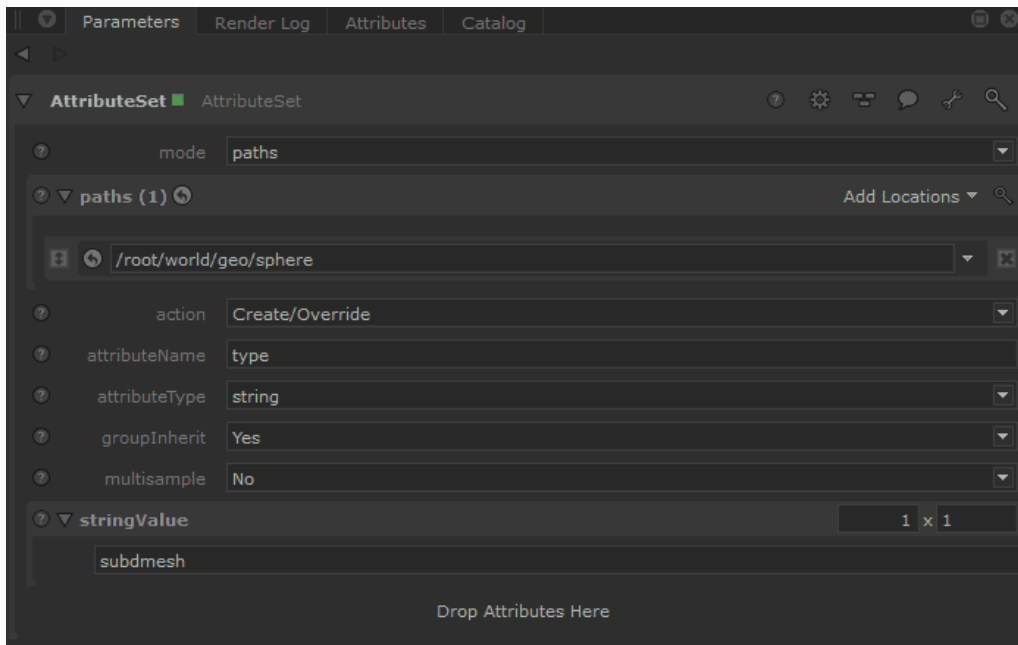 Parameters Render Log Attributes Catalog
AttributeSet AttributeSet
mode paths
paths (1) Add Locations
/root/world/geo/sphere
action Create/Override
attributeName type
attributeType string
groupInherit Yes
multisample No
stringValue 1 x 1
subdmesh
Drop Attributes Here